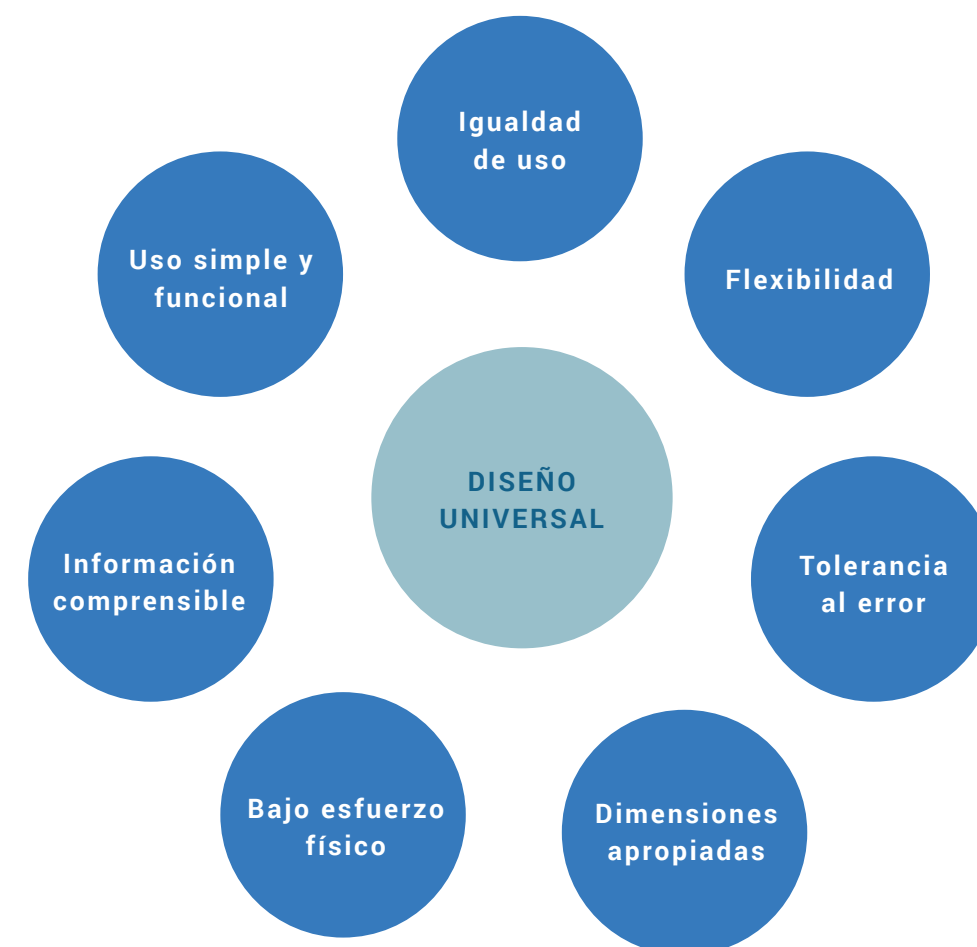 Igualdad
de uso
Uso simple y
funcional
Flexibilidad
DISEÑO
UNIVERSAL
Información
comprensible
Tolerancia
al error
Bajo esfuerzo
físico
Dimensiones
apropiadas